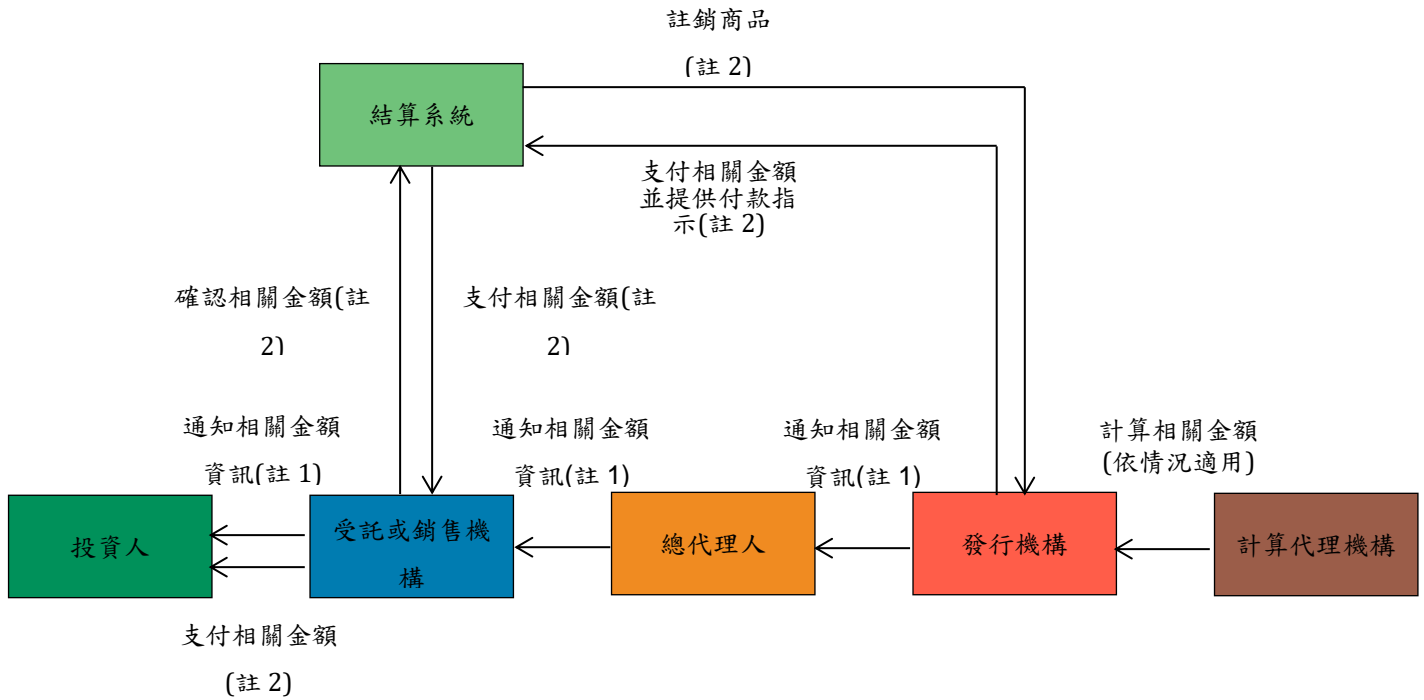 註銷商品
(註 2)
結算系統
支付相關金額
並提供付款指
示(註 2)
確認相關金額(註
2)
支付相關金額(註
2)
通知相關金額
資訊(註 1)
通知相關金額
資訊(註 1)
通知相關金額
資訊(註 1)
計算相關金額
(依情況適用)
投資人
受託或銷售機
構
總代理人
發行機構
計算代理機構
支付相關金額
(註 2)